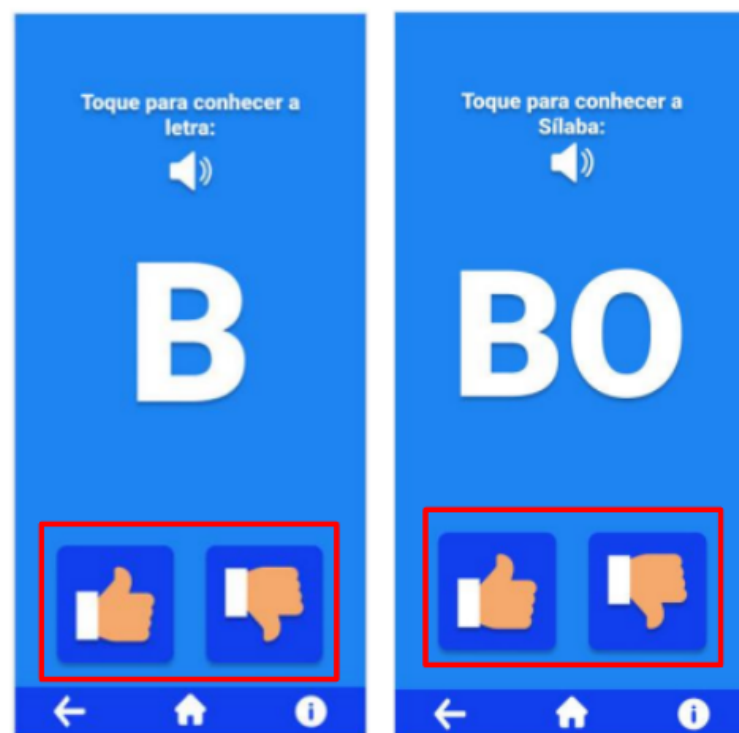 Toque para conhecer a
letra:
B
Toque para conhecer a
Sílaba:
BO